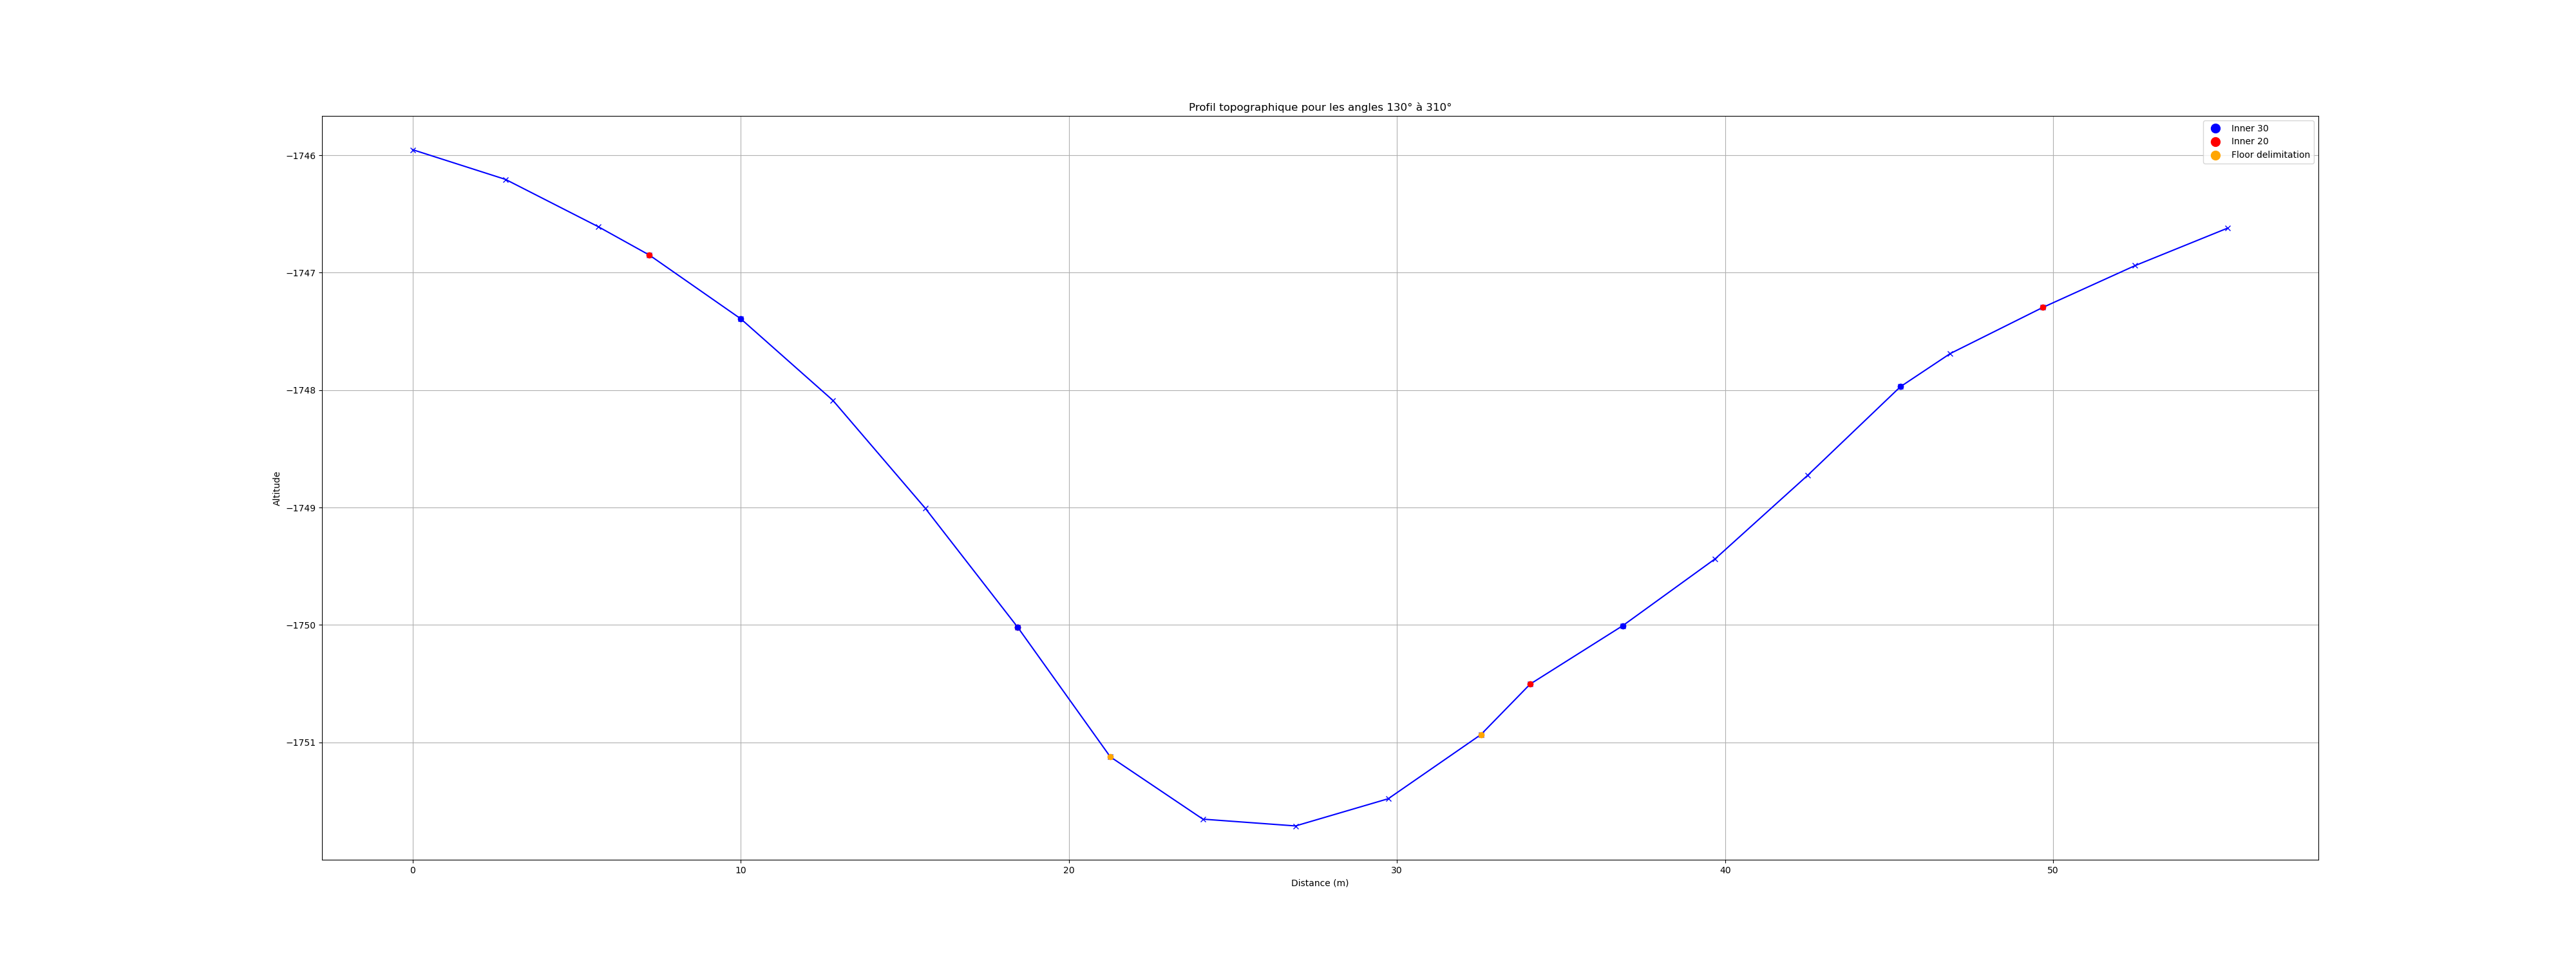 Profil topographique pour les angles 130° à 310°
Inner 30
Inner 20
Floor delimitation
−1746
−1747
−1748
−1749
−1750
−1751
Altitude
0 10 20 30 40 50
Distance (m)